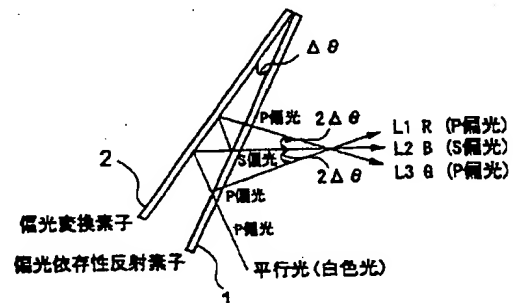 Δθ
P偏光
2Δθ
L1 R (P偏光)
2
S偏光
L2 B (S偏光)
2Δθ
L3 G (P偏光)
P偏光
偏光変換素子
P偏光
偏光依存性反射素子
1
平行光(白色光)